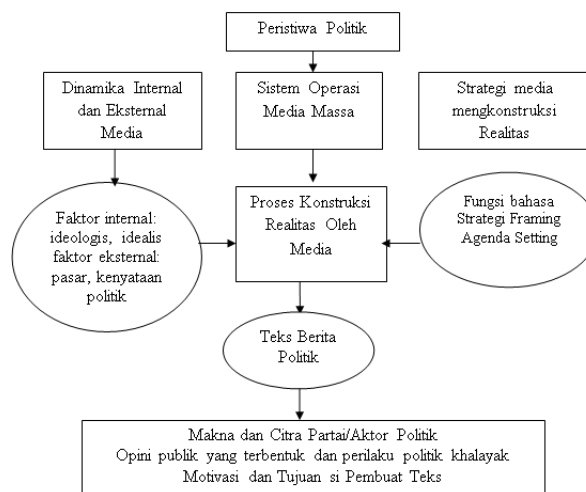 Peristiwa Politik
Dinamika Internal
dan Eksternal
Media
Sistem Operasi
Media Massa
Strategi media
mengkonstruksi
Realitas
Faktor internal:
ideologis, idealis
faktor eksternal:
pasar, kenyataan
politik
Proses Konstruksi
Realitas Oleh
Media
Fungsi bahasa
Strategi Framing
Agenda Setting
Teks Berita
Politik
Makna dan Citra Partai/Aktor Politik
Opini publik yang terbentuk dan perilaku politik khalayak
Motivasi dan Tujuan si Pembuat Teks